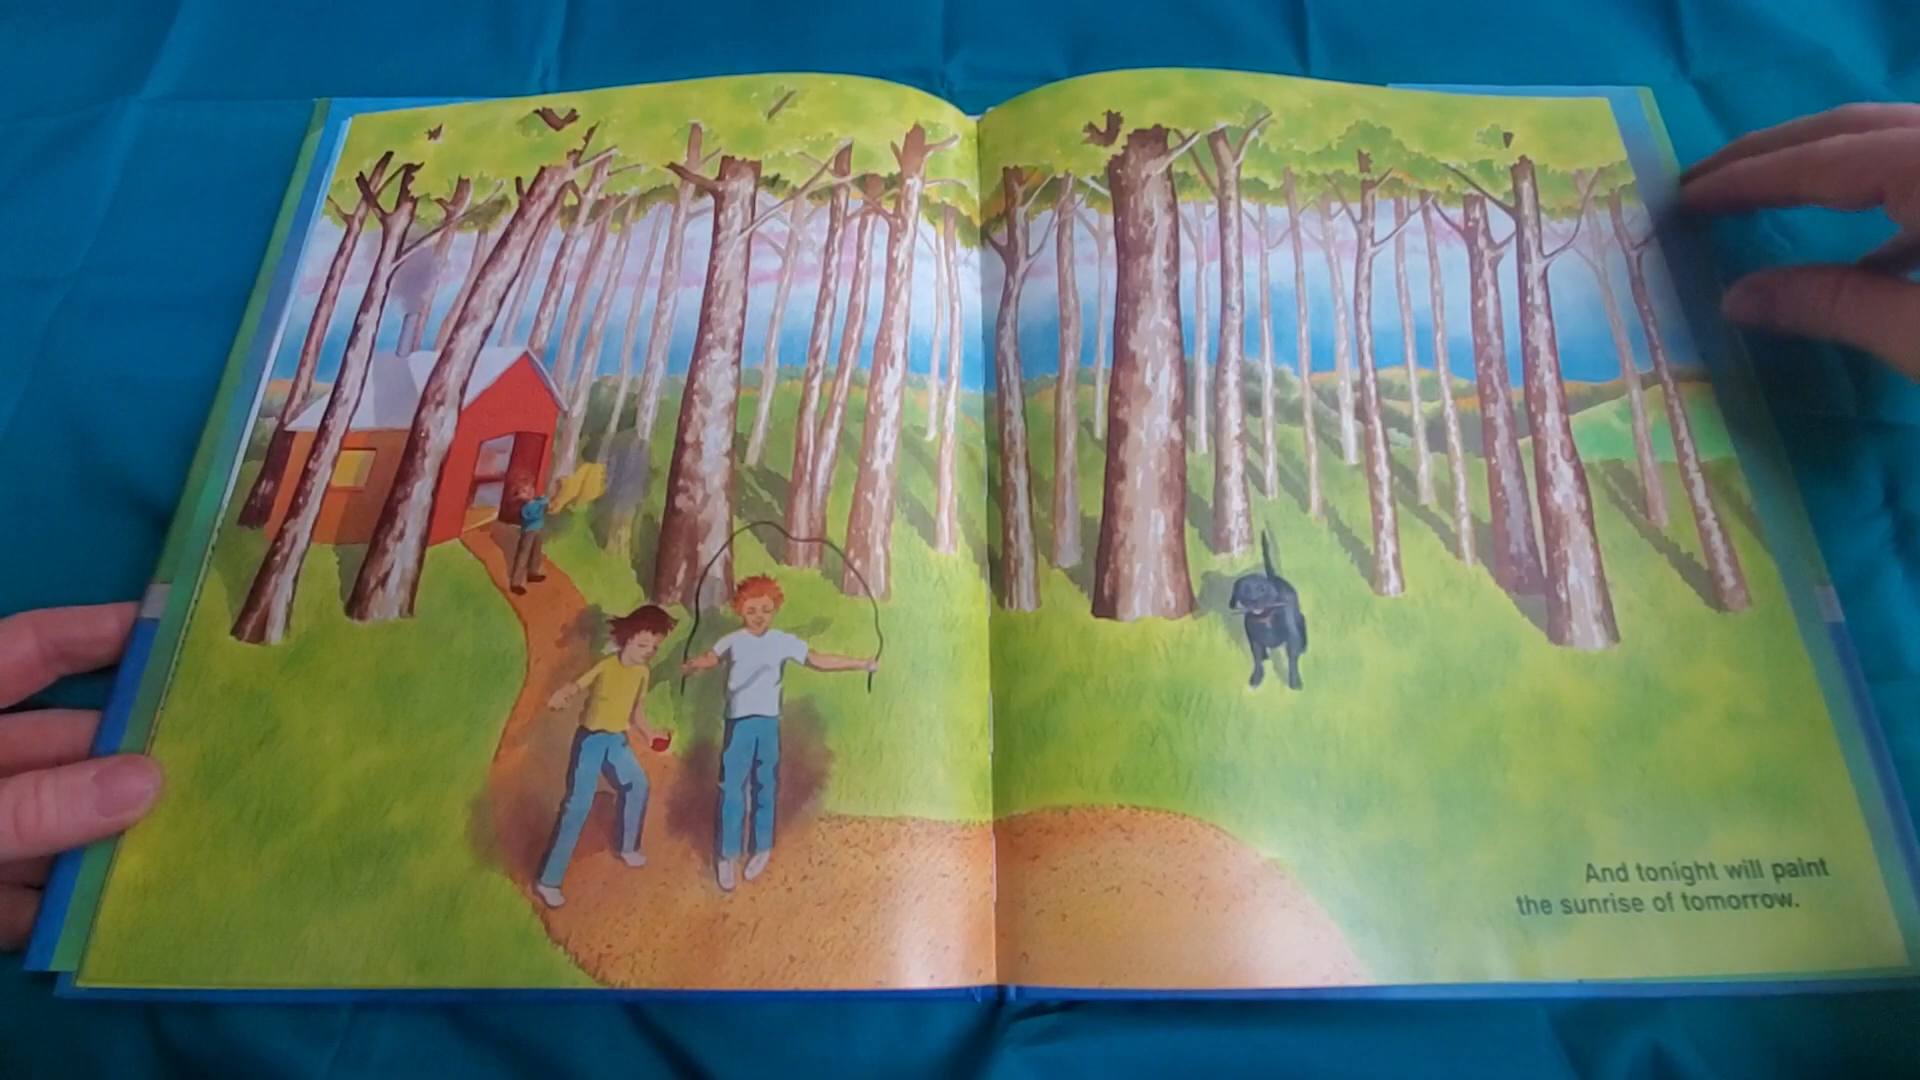 And tonight will paint
the sunrise of tomorrow.